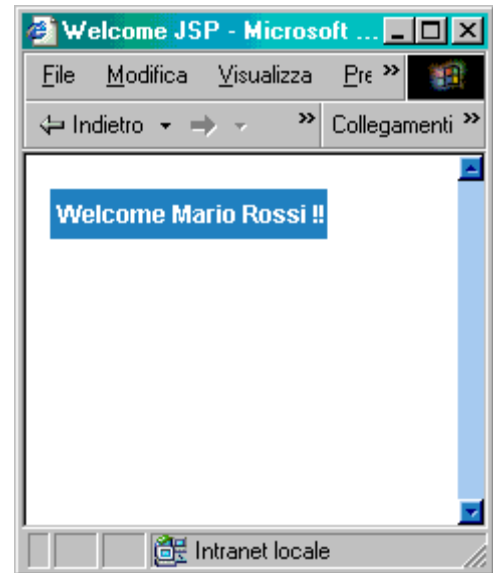 Welcome JSP - Microsoft ...
File Modifica Visualizza Pre »
Indietro » Collegamenti »
Welcome Mario Rossi !!
Intranet locale